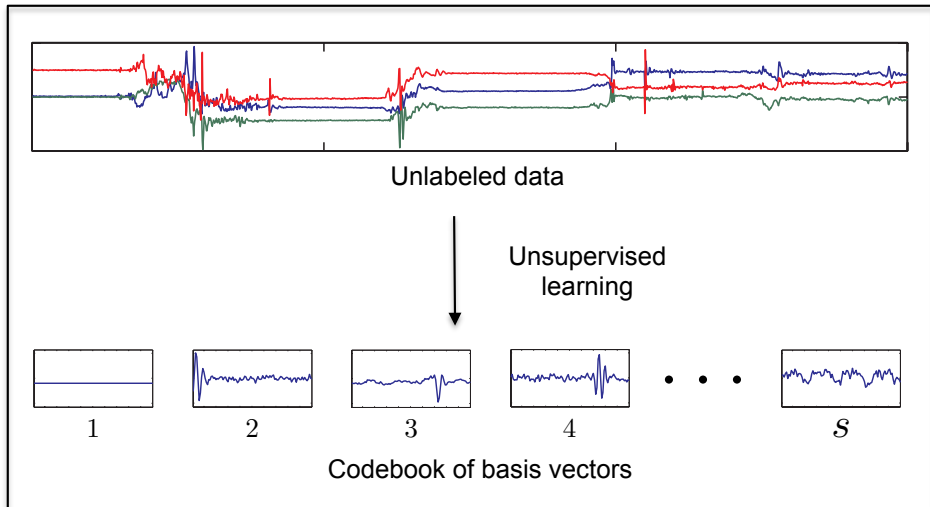 Unlabeled data
Unsupervised
learning
1 2 3 4 s
Codebook of basis vectors